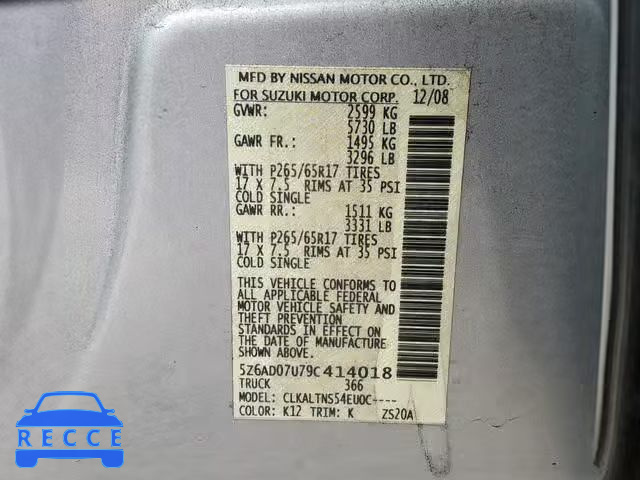 MFD BY NISSAN MOTOR CO., LTD.
FOR SUZUKI MOTOR CORP. 12/08
GVWR: 2599 KG
5730 LB
GAWR FR.: 1495 KG
3296 LB
WITH P265/65R17 TIRES
17 X 7.5 RIMS AT 35 PSI
COLD SINGLE
GAWR RR.: 1511 KG
3331 LB
WITH P265/65R17 TIRES
17 X 7.5 RIMS AT 35 PSI
COLD SINGLE
THIS VEHICLE CONFORMS TO
ALL APPLICABLE FEDERAL
MOTOR VEHICLE SAFETY AND
THEFT PREVENTION
STANDARDS IN EFFECT ON
THE DATE OF MANUFACTURE
SHOWN ABOVE
5Z6AD07U79C414018
TRUCK 366
MODEL: CLKALTNS54EU0C----
COLOR: K12 TRIM: K ZS20A
RECCE